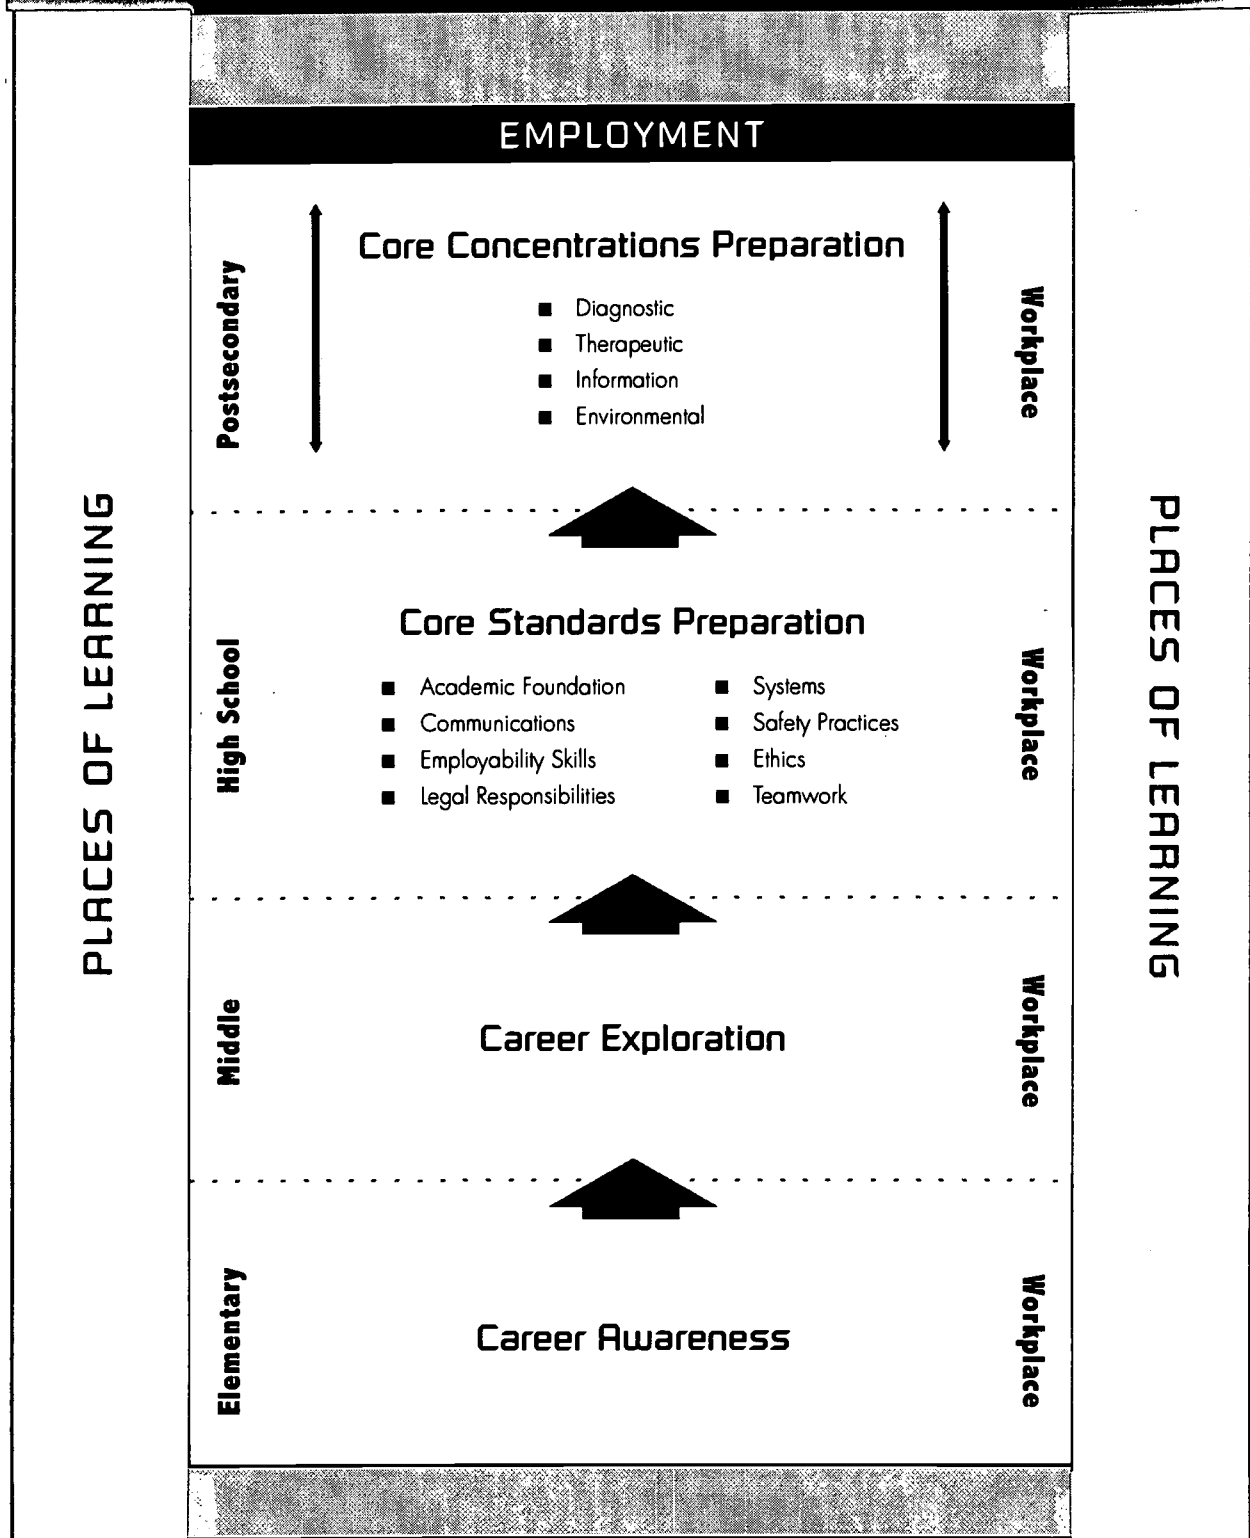 EMPLOYMENT
PLACES OF LEARNING
Postsecondary
Core Concentrations Preparation
■ Diagnostic
■ Therapeutic
■ Information
■ Environmental
Workplace
High School
Core Standards Preparation
■ Academic Foundation
■ Communications
■ Employability Skills
■ Legal Responsibilities
■ Systems
■ Safety Practices
■ Ethics
■ Teamwork
Workplace
Middle
Career Exploration
Workplace
Elementary
Career Awareness
Workplace
PLACES OF LEARNING